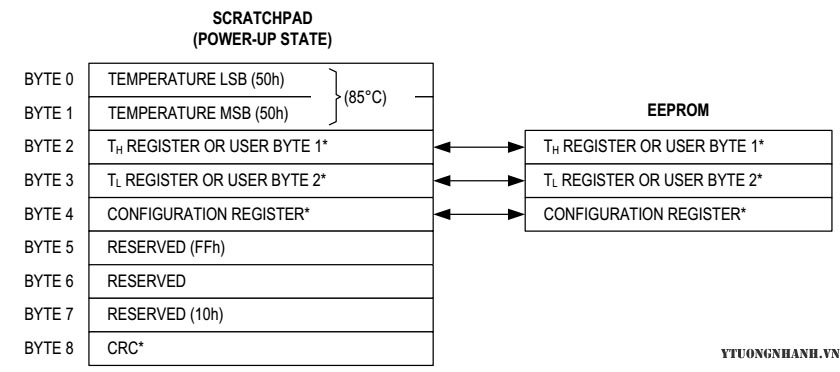 SCRATCHPAD
(POWER-UP STATE)
BYTE 0 TEMPERATURE LSB (50h)
(85°C)
BYTE 1 TEMPERATURE MSB (50h)
EEPROM
BYTE 2 TH REGISTER OR USER BYTE 1* TH REGISTER OR USER BYTE 1*
BYTE 3 TL REGISTER OR USER BYTE 2* TL REGISTER OR USER BYTE 2*
BYTE 4 CONFIGURATION REGISTER* CONFIGURATION REGISTER*
BYTE 5 RESERVED (FFh)
BYTE 6 RESERVED
BYTE 7 RESERVED (10h)
BYTE 8 CRC*
YTUONGNHANH.VN